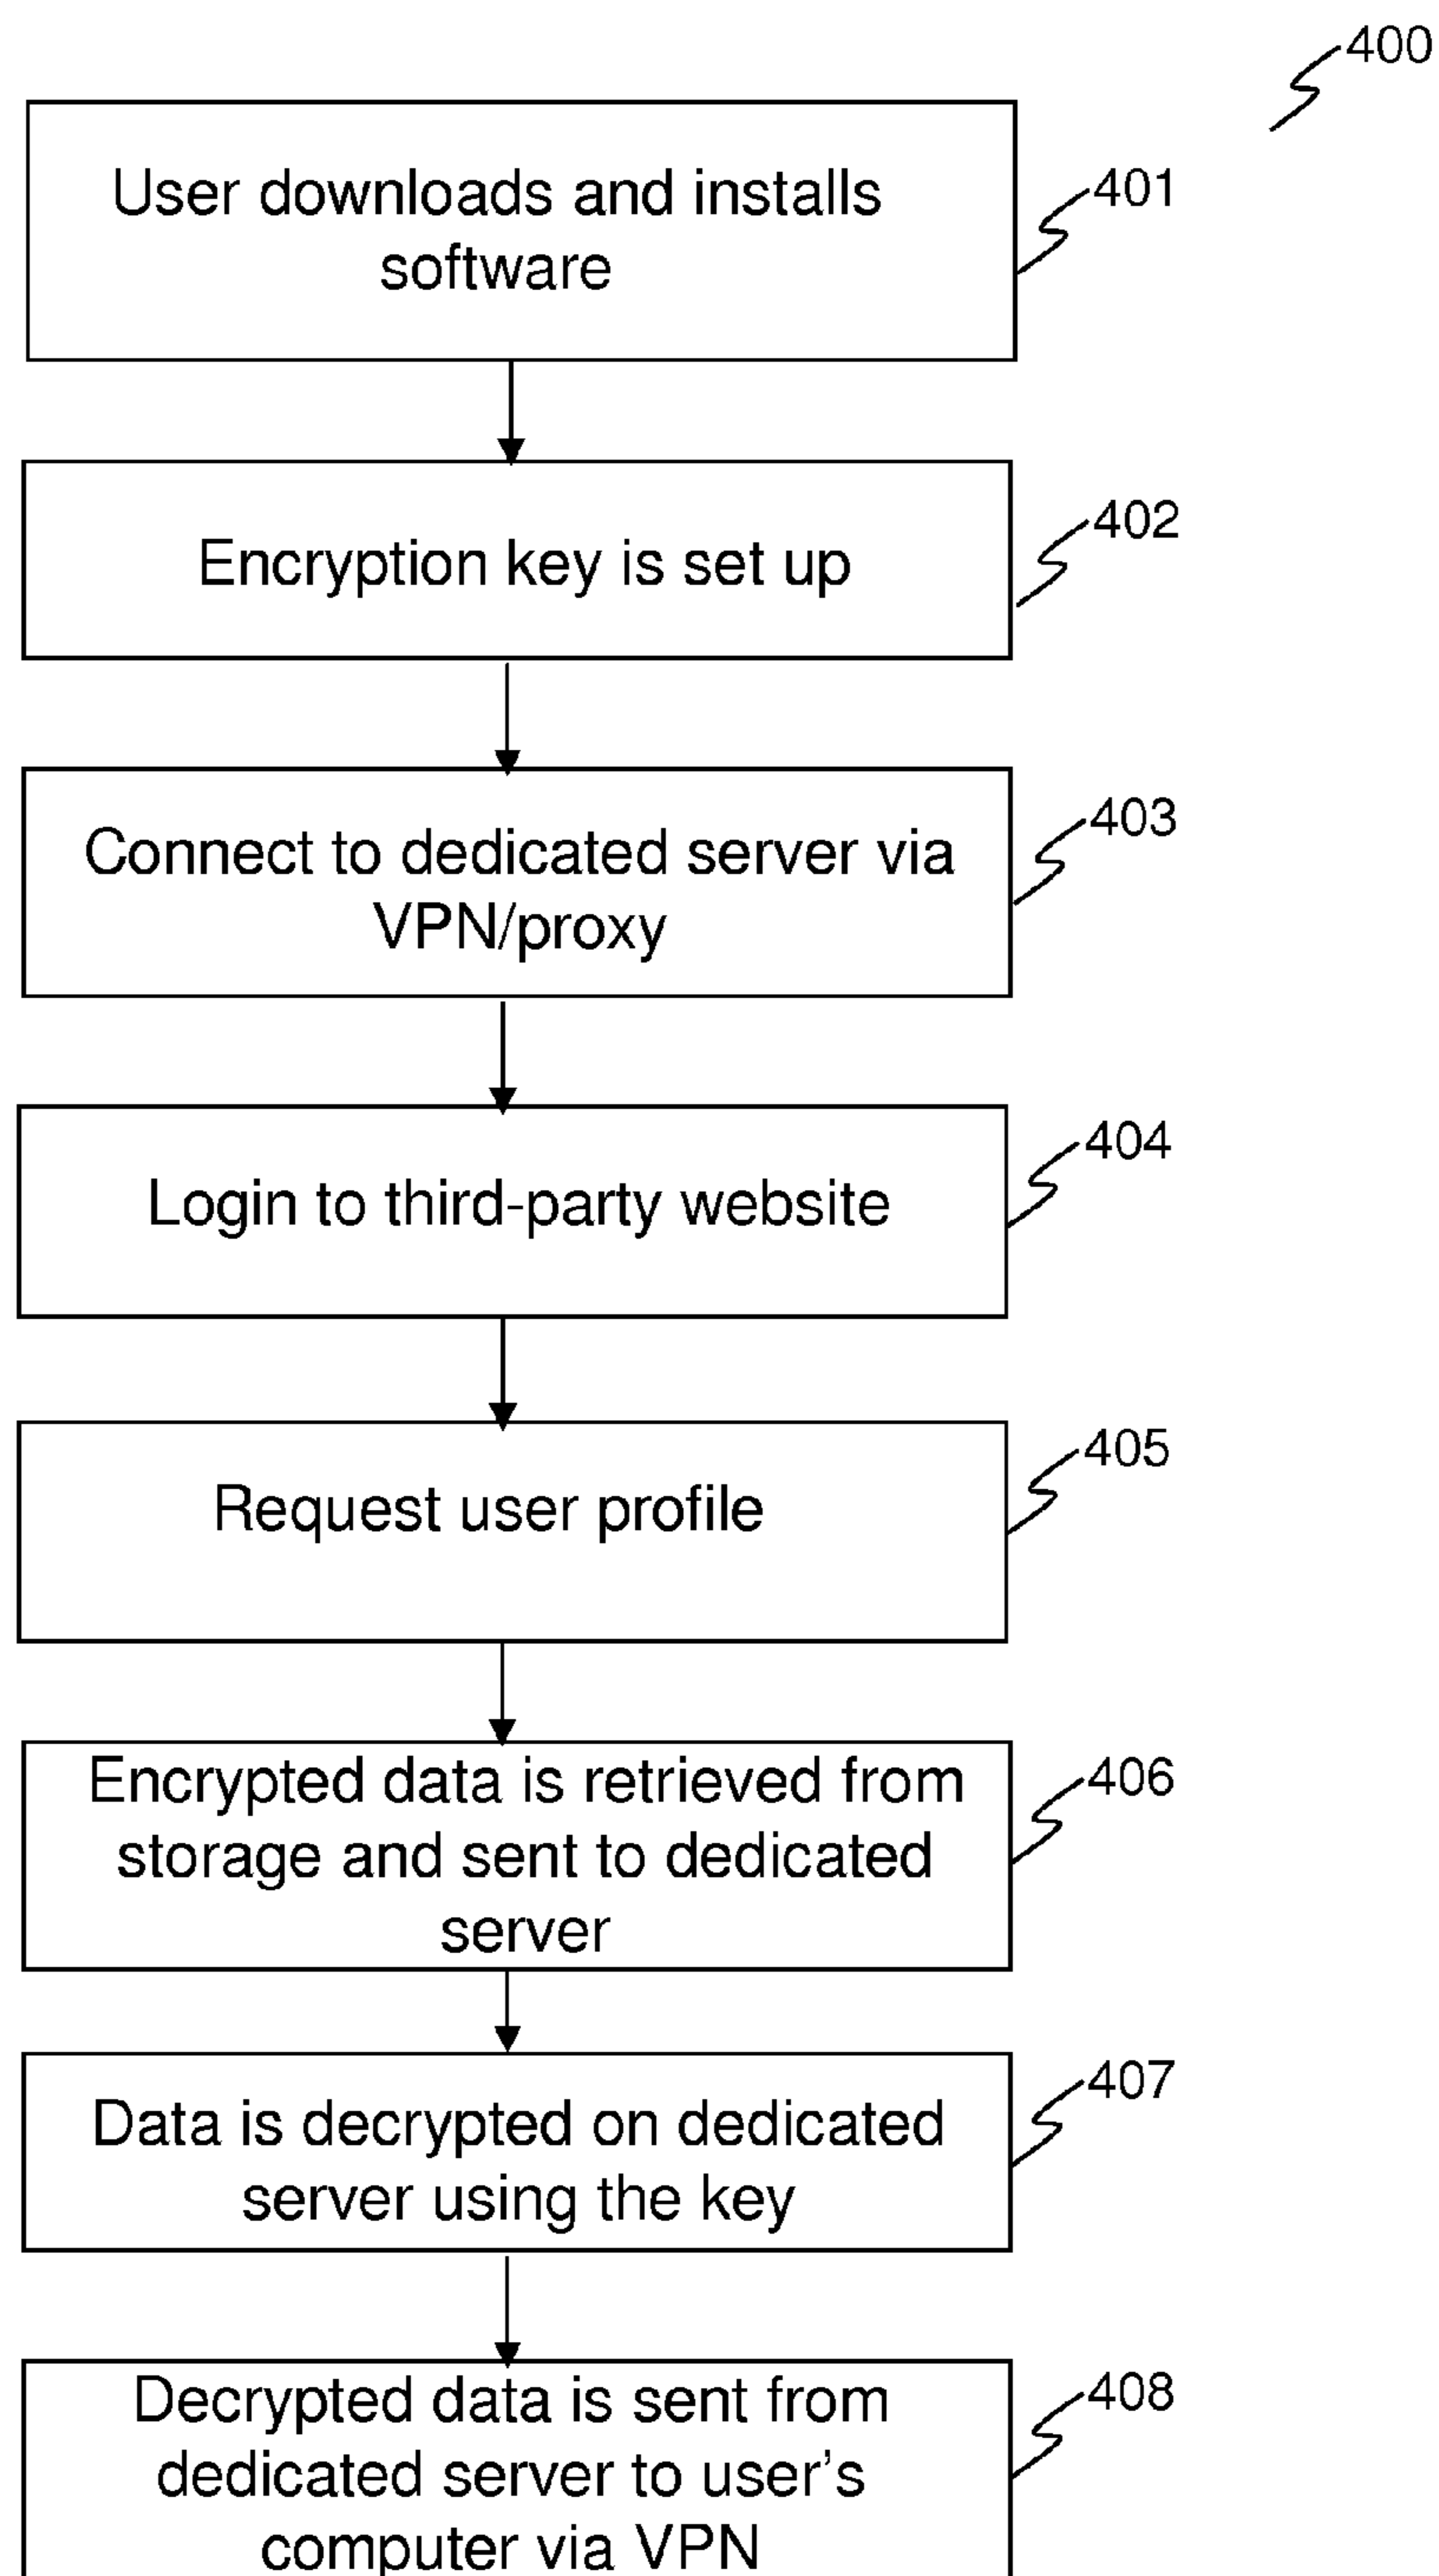 400
User downloads and installs
software
401
Encryption key is set up
402
Connect to dedicated server via
VPN/proxy
403
Login to third-party website
404
Request user profile
405
Encrypted data is retrieved from
storage and sent to dedicated
server
406
Data is decrypted on dedicated
server using the key
407
Decrypted data is sent from
dedicated server to user's
computer via VPN
408